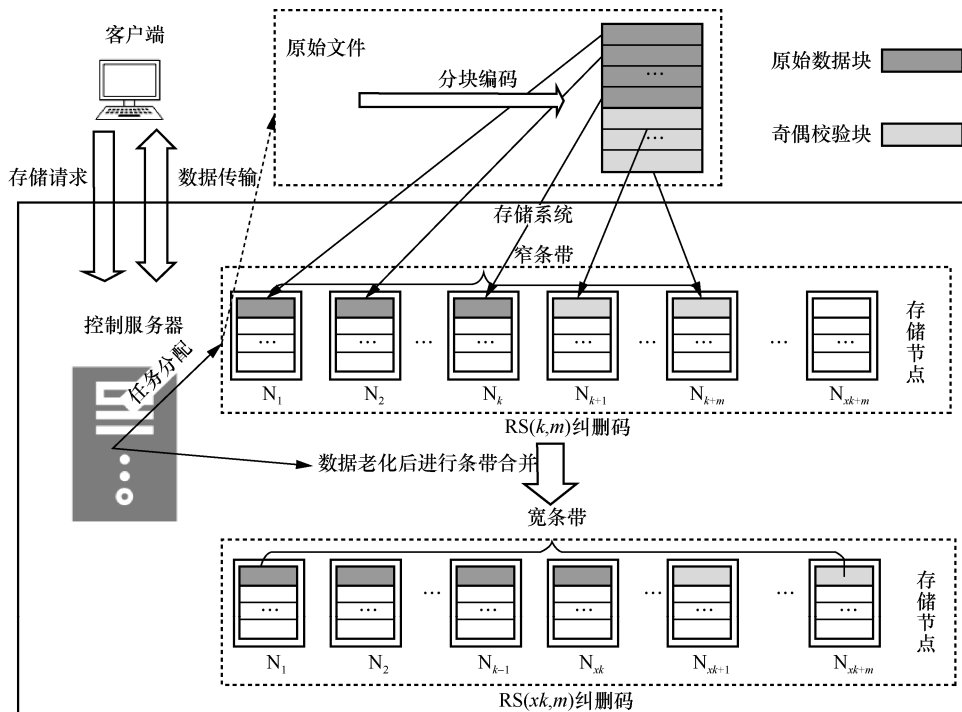 客户端
原始文件
分块编码
…
…
原始数据块
奇偶校验块
存储请求
数据传输
存储系统
窄条带
控制服务器
任务分配
… … … … … … … … …
存储节点
N1 N2 Nk Nk+1 Nk+m Nxk+m
RS(k,m)纠删码
数据老化后进行条带合并
宽条带
… … … … … … … … …
存储节点
N1 N2 Nk−1 Nxk Nxk+1 Nxk+m
RS(xk,m)纠删码